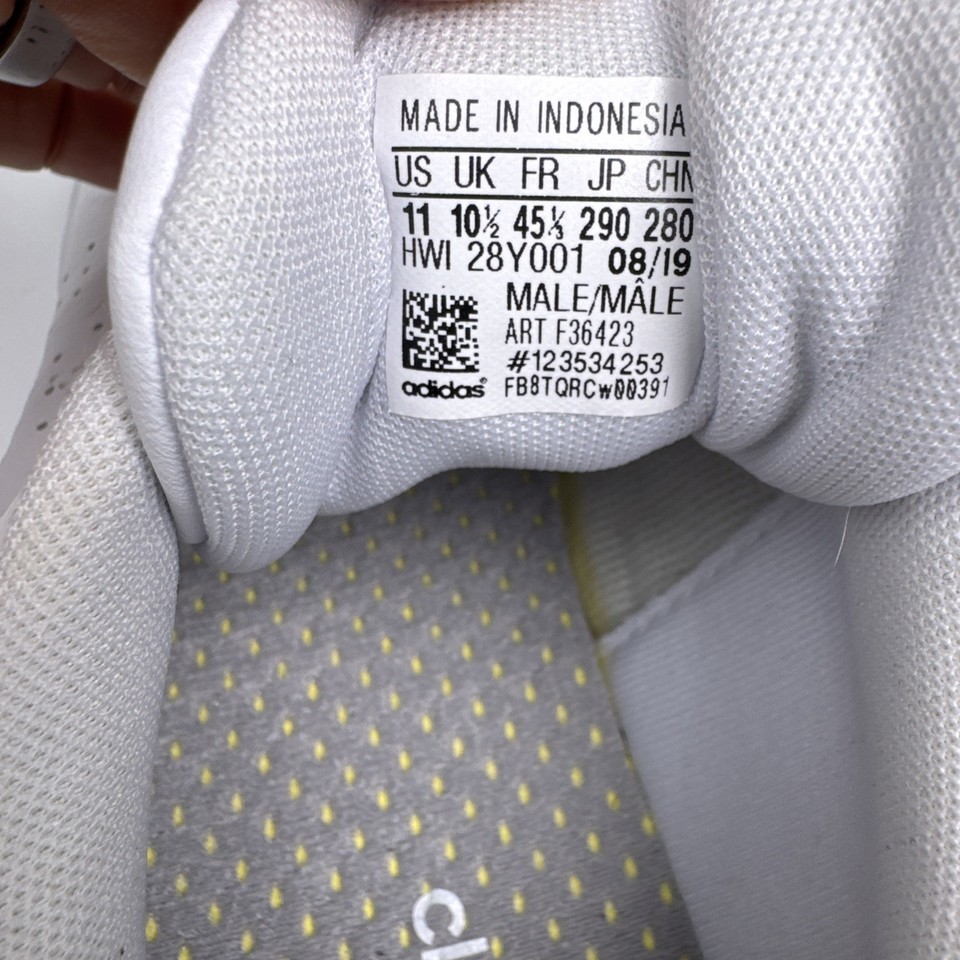 MADE IN INDONESIA
US UK FR JP CHN
11 10½ 45⅓ 290 280
HWI 28Y001 08/19
MALE/MÂLE
ART F36423
#123534253
adidas® FB8TQRCW00391